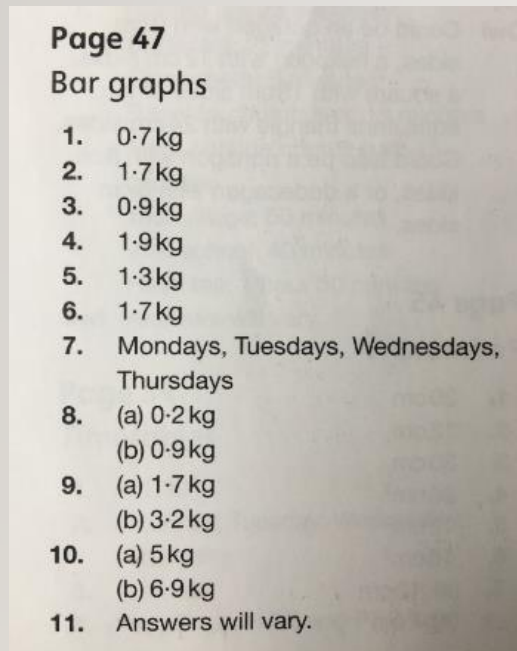 Page 47
Bar graphs
1. 0·7 kg
2. 1·7 kg
3. 0·9 kg
4. 1·9 kg
5. 1·3 kg
6. 1·7 kg
7. Mondays, Tuesdays, Wednesdays,
Thursdays
8. (a) 0·2 kg
(b) 0·9 kg
9. (a) 1·7 kg
(b) 3·2 kg
10. (a) 5 kg
(b) 6·9 kg
11. Answers will vary.